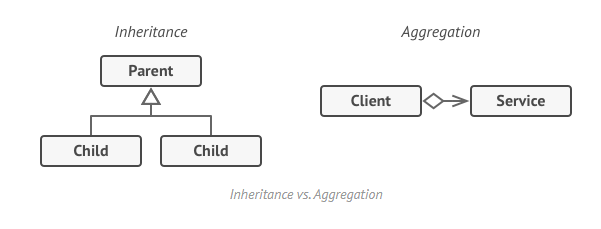 Inheritance
Aggregation
Parent
Client
Service
Child
Child
Inheritance vs. Aggregation